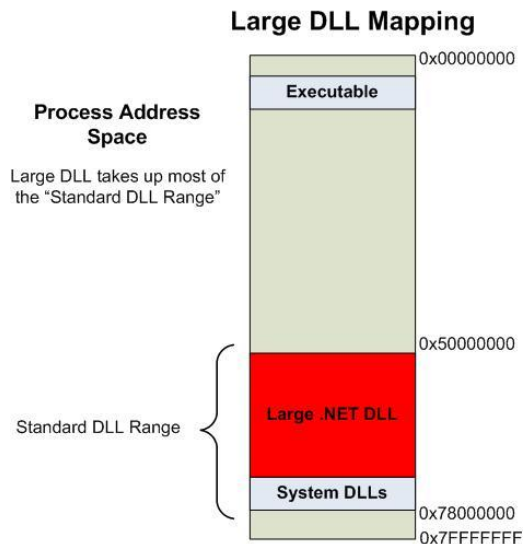 Large DLL Mapping
0x00000000
Executable
Process Address
Space
Large DLL takes up most of
the “Standard DLL Range”
0x50000000
Large .NET DLL
Standard DLL Range
System DLLs
0x78000000
0x7FFFFFFF